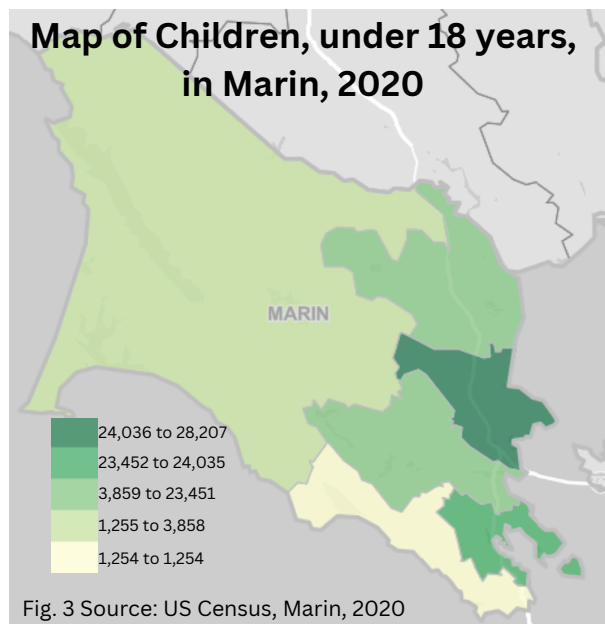 Map of Children, under 18 years,
in Marin, 2020
MARIN
24,036 to 28,207
23,452 to 24,035
3,859 to 23,451
1,255 to 3,858
1,254 to 1,254
Fig. 3 Source: US Census, Marin, 2020